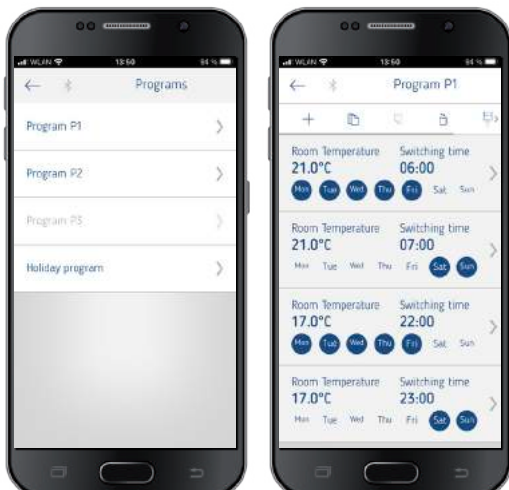 WLAN 13:50 94 %
Programs
Program P1
Program P2
Program P3
Holiday program
WLAN 13:50 94 %
Program P1
Room Temperature Switching time
21.0°C 06:00
Mon Tue Wed Thu Fri Sat Sun
Room Temperature Switching time
21.0°C 07:00
Mon Tue Wed Thu Fri Sat Sun
Room Temperature Switching time
17.0°C 22:00
Mon Tue Wed Thu Fri Sat Sun
Room Temperature Switching time
17.0°C 23:00
Mon Tue Wed Thu Fri Sat Sun